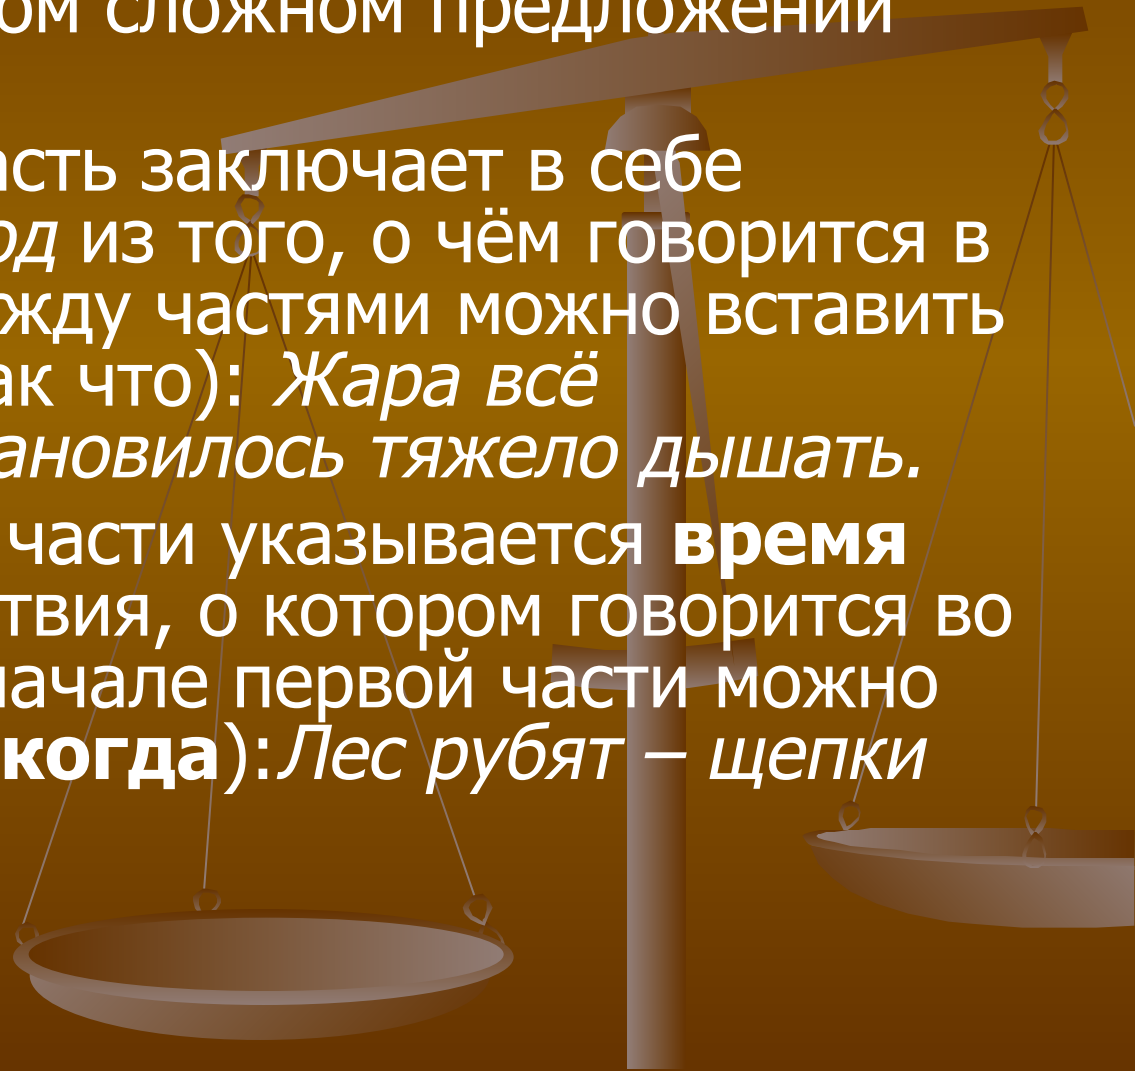 ом сложном предложении
асть заключает в себе
од из того, о чём говорится в
жду частями можно вставить
ак что): Жара всё
ановилось тяжело дышать.
части указывается время
твия, о котором говорится во
начале первой части можно
когда):Лес рубят – щепки